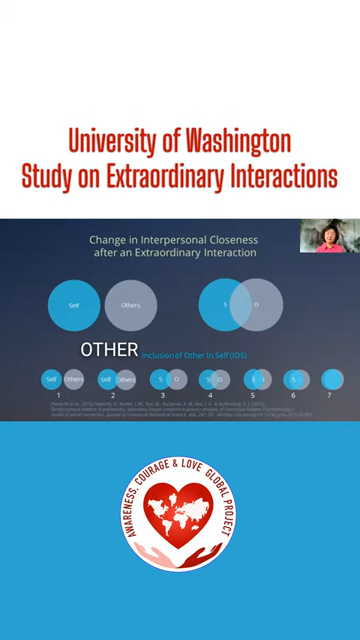 University of Washington
Study on Extraordinary Interactions
Change in Interpersonal Closeness
after an Extraordinary Interaction
Self
Others
S
O
OTHER
Inclusion of Other In Self (IOS)
Self Others
Self Others
S O
S O
S O
S
1 2 3 4 5 6 7
AWARENESS, COURAGE & LOVE GLOBAL PROJECT